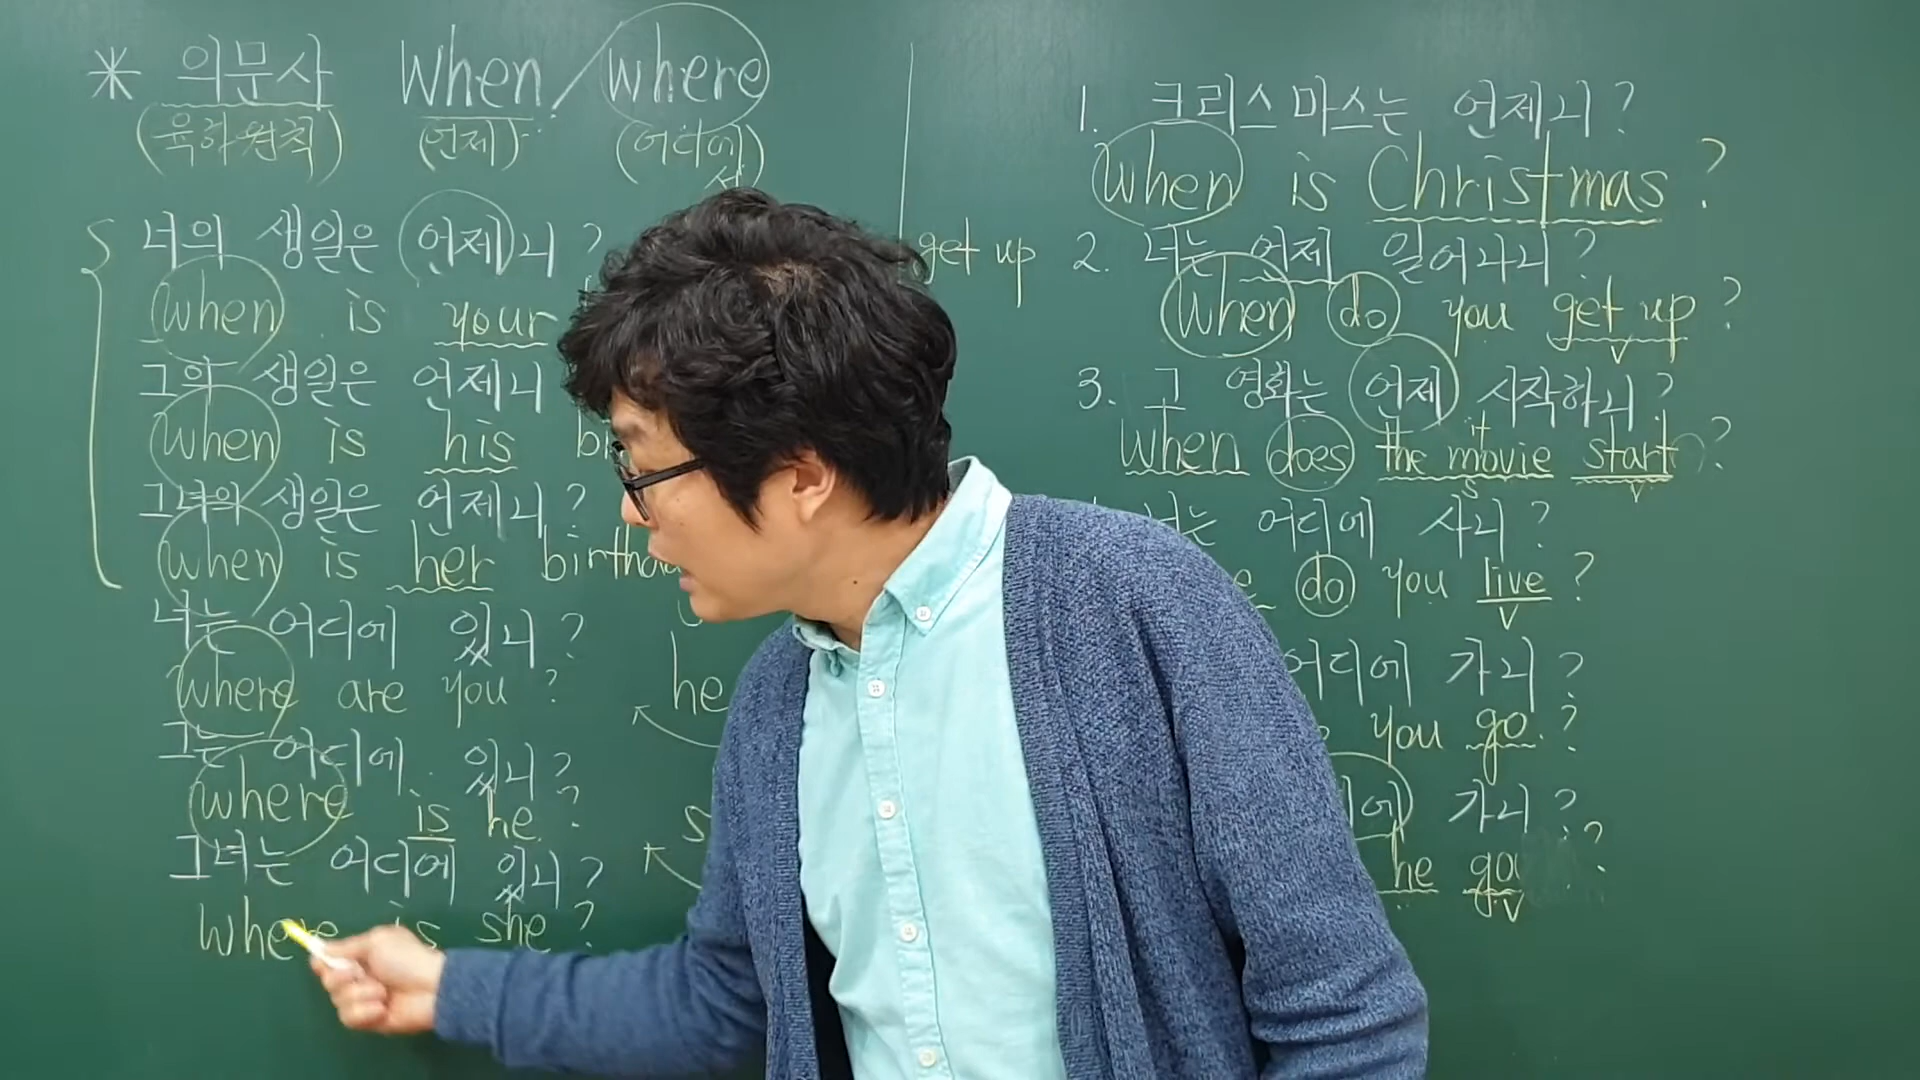 * 의문사 when / where
(육하원칙) (언제) (어디에서)
너의 생일은 언제니?
when is your
그의 생일은 언제니
when is his
그녀의 생일은 언제니?
when is her
너는 어디에 있니?
where are you?
he
그는 어디에 있니?
where is he?
그녀는 어디에 있니?
where is she?
1. 크리스마스는 언제니?
when is Christmas?
get up
2. 너는 언제 일어나니?
when do you get up?
v
3. 그 영화는 언제 시작하니?
it
when does the movie start?
s v
너는 어디에 사니?
do you live?
v
어디에 가니?
you go?
가니?
he go ?
v